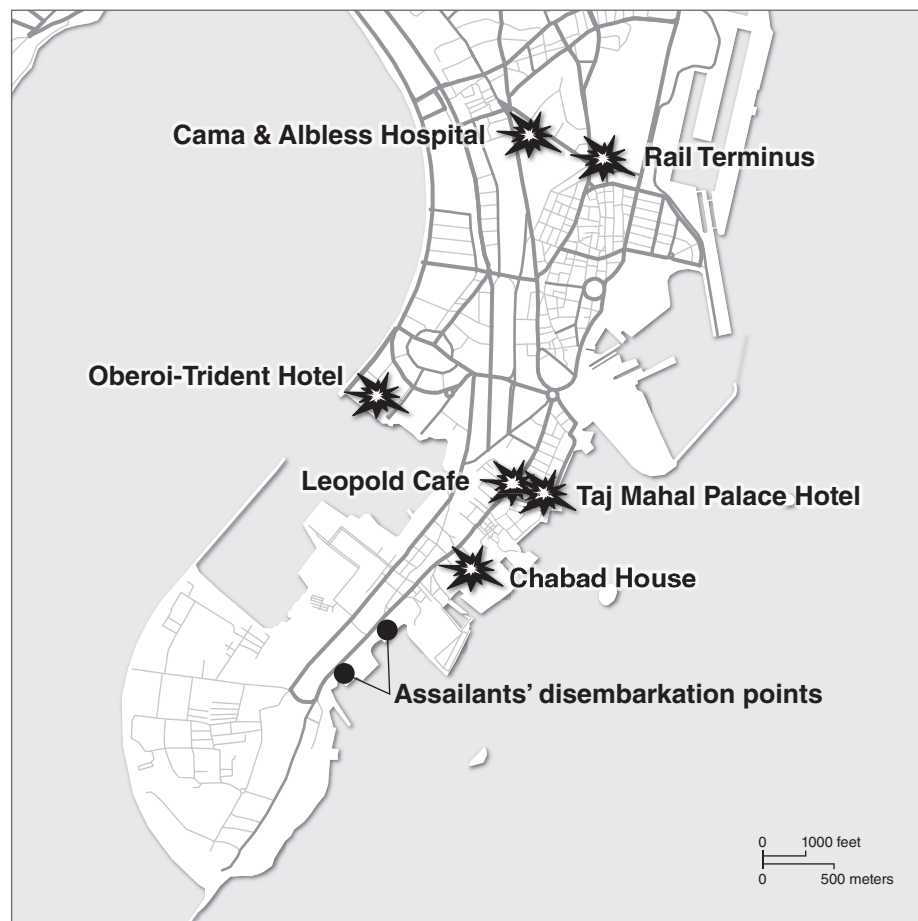 Cama & Albless Hospital
Rail Terminus
Oberoi-Trident Hotel
Leopold Cafe
Taj Mahal Palace Hotel
Chabad House
Assailants’ disembarkation points
0 1000 feet
0 500 meters